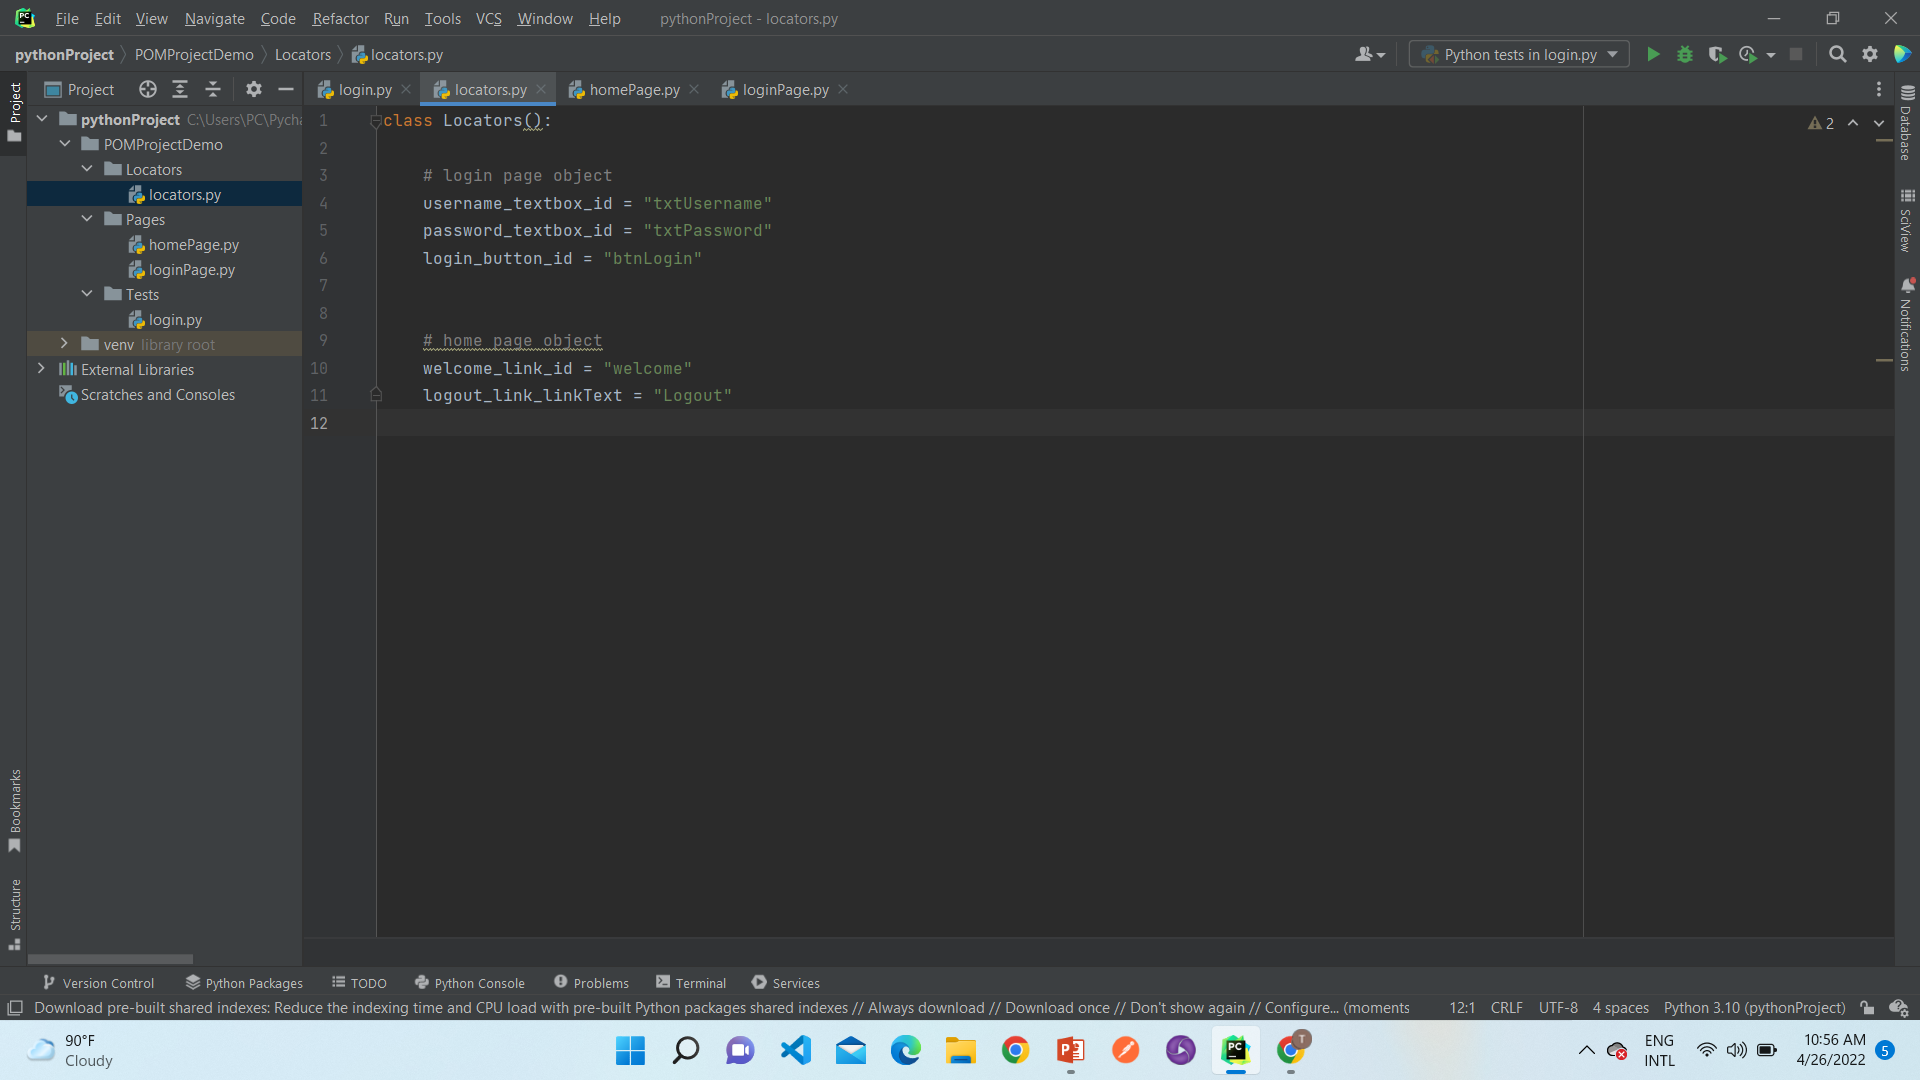 PC File Edit View Navigate Code Refactor Run Tools VCS Window Help pythonProject - locators.py
pythonProject POMProjectDemo Locators locators.py Python tests in login.py
Project login.py locators.py homePage.py loginPage.py
Project
pythonProject C:\Users\PC\Pycha
POMProjectDemo
Locators
locators.py
Pages
homePage.py
loginPage.py
Tests
login.py
venv library root
External Libraries
Scratches and Consoles
1 class Locators():
2
3 # login page object
4 username_textbox_id = "txtUsername"
5 password_textbox_id = "txtPassword"
6 login_button_id = "btnLogin"
7
8
9 # home page object
10 welcome_link_id = "welcome"
11 logout_link_linkText = "Logout"
12
2
Database
SciView
Notifications
Bookmarks
Structure
Version Control Python Packages TODO Python Console Problems Terminal Services
Download pre-built shared indexes: Reduce the indexing time and CPU load with pre-built Python packages shared indexes // Always download // Download once // Don't show again // Configure... (moments 12:1 CRLF UTF-8 4 spaces Python 3.10 (pythonProject)
90°F
Cloudy
PC
T
ENG
INTL
10:56 AM
4/26/2022
5